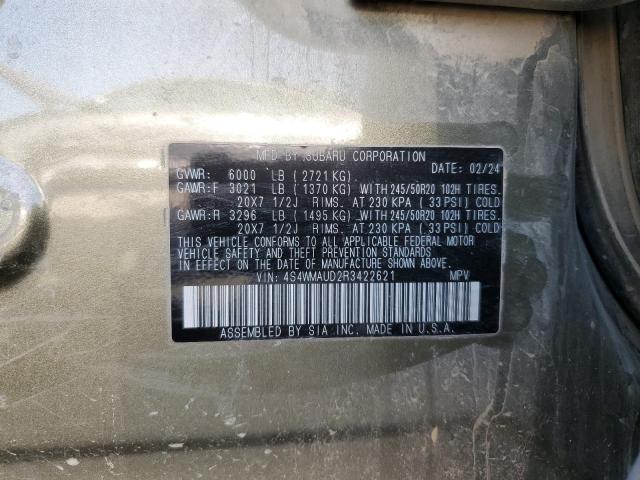 MFD BY SUBARU CORPORATION
GVWR: 6000 LB (2721 KG) DATE: 02/24
GAWR:F 3021 LB (1370 KG) WITH 245/50R20 102H TIRES.
20X7 1/2J RIMS. AT 230 KPA (33 PSI) COLD
GAWR:R 3296 LB (1495 KG) WITH 245/50R20 102H TIRES.
20X7 1/2J RIMS. AT 230 KPA (33 PSI) COLD
THIS VEHICLE CONFORMS TO ALL APPLICABLE FEDERAL MOTOR
VEHICLE SAFETY AND THEFT PREVENTION STANDARDS
IN EFFECT ON THE DATE OF MANUFACTURE SHOWN ABOVE.
VIN: 4S4WMAUD2R3422621 MPV
ASSEMBLED BY SIA INC. MADE IN U.S.A.